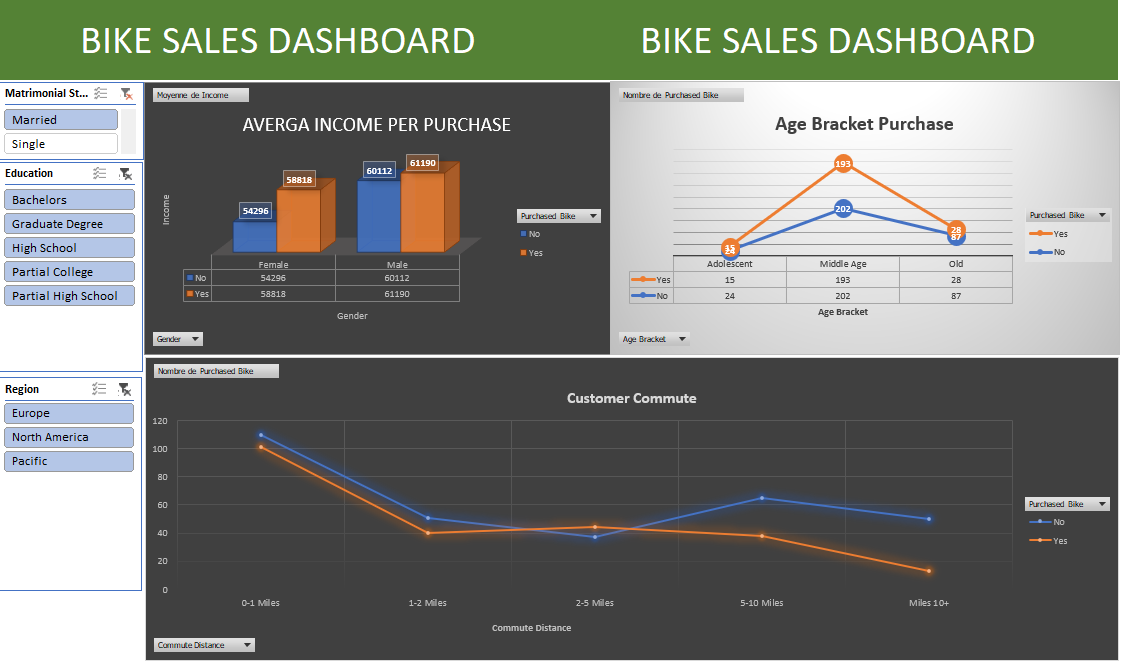 BIKE SALES DASHBOARD
BIKE SALES DASHBOARD
Matrimonial St...
Married
Single
Education
Bachelors
Graduate Degree
High School
Partial College
Partial High School
Region
Europe
North America
Pacific
Moyenne de Income
AVERGA INCOME PER PURCHASE
Income
54296
58818
60112
61190
Female
Male
No
54296
60112
Yes
58818
61190
Gender
Purchased Bike
No
Yes
Gender
Nombre de Purchased Bike
Age Bracket Purchase
193
202
15
24
28
87
Adolescent
Middle Age
Old
Yes
15
193
28
No
24
202
87
Age Bracket
Purchased Bike
Yes
No
Age Bracket
Nombre de Purchased Bike
Customer Commute
120
100
80
60
40
20
0
0-1 Miles
1-2 Miles
2-5 Miles
5-10 Miles
Miles 10+
Commute Distance
Purchased Bike
No
Yes
Commute Distance